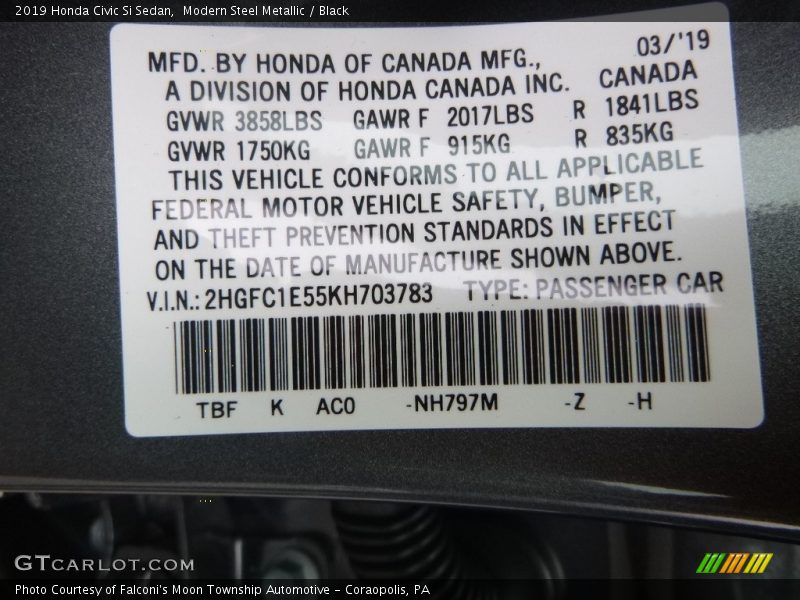 2019 Honda Civic Si Sedan,  Modern Steel Metallic / Black
03/'19
MFD. BY HONDA OF CANADA MFG.,
A DIVISION OF HONDA CANADA INC. CANADA
GVWR 3858LBS GAWR F 2017LBS R 1841LBS
GVWR 1750KG GAWR F 915KG R 835KG
THIS VEHICLE CONFORMS TO ALL APPLICABLE
FEDERAL MOTOR VEHICLE SAFETY, BUMPER,
AND THEFT PREVENTION STANDARDS IN EFFECT
ON THE DATE OF MANUFACTURE SHOWN ABOVE.
V.I.N.: 2HGFC1E55KH703783 TYPE: PASSENGER CAR
TBF K AC0 -NH797M -Z -H
GTCARLOT.COM
Photo Courtesy of Falconi's Moon Township Automotive - Coraopolis, PA